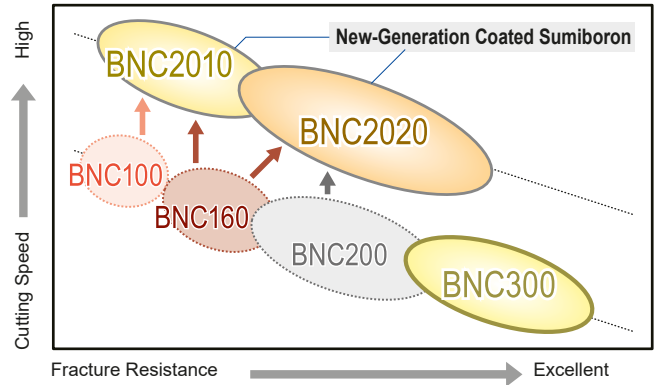 High
Cutting Speed
New-Generation Coated Sumiboron
BNC2010
BNC2020
BNC100
BNC160
BNC200
BNC300
Fracture Resistance
Excellent